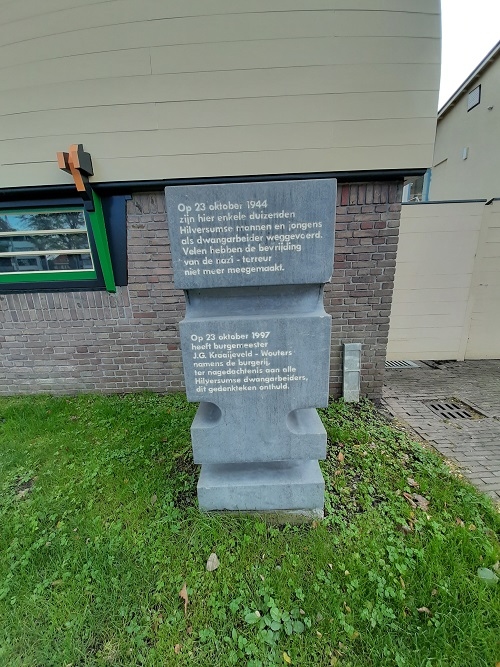 Op 23 oktober 1944
zijn hier enkele duizenden
Hilversumse mannen en jongens
als dwangarbeider weggevoerd.
Velen hebben de bevrijding
van de nazi - terreur
niet meer meegemaakt.
Op 23 oktober 1997
heeft burgemeester
J.G. Kraaijeveld - Wouters
namens de burgerij,
ter nagedachtenis aan alle
Hilversumse dwangarbeiders,
dit gedenkteken onthuld.